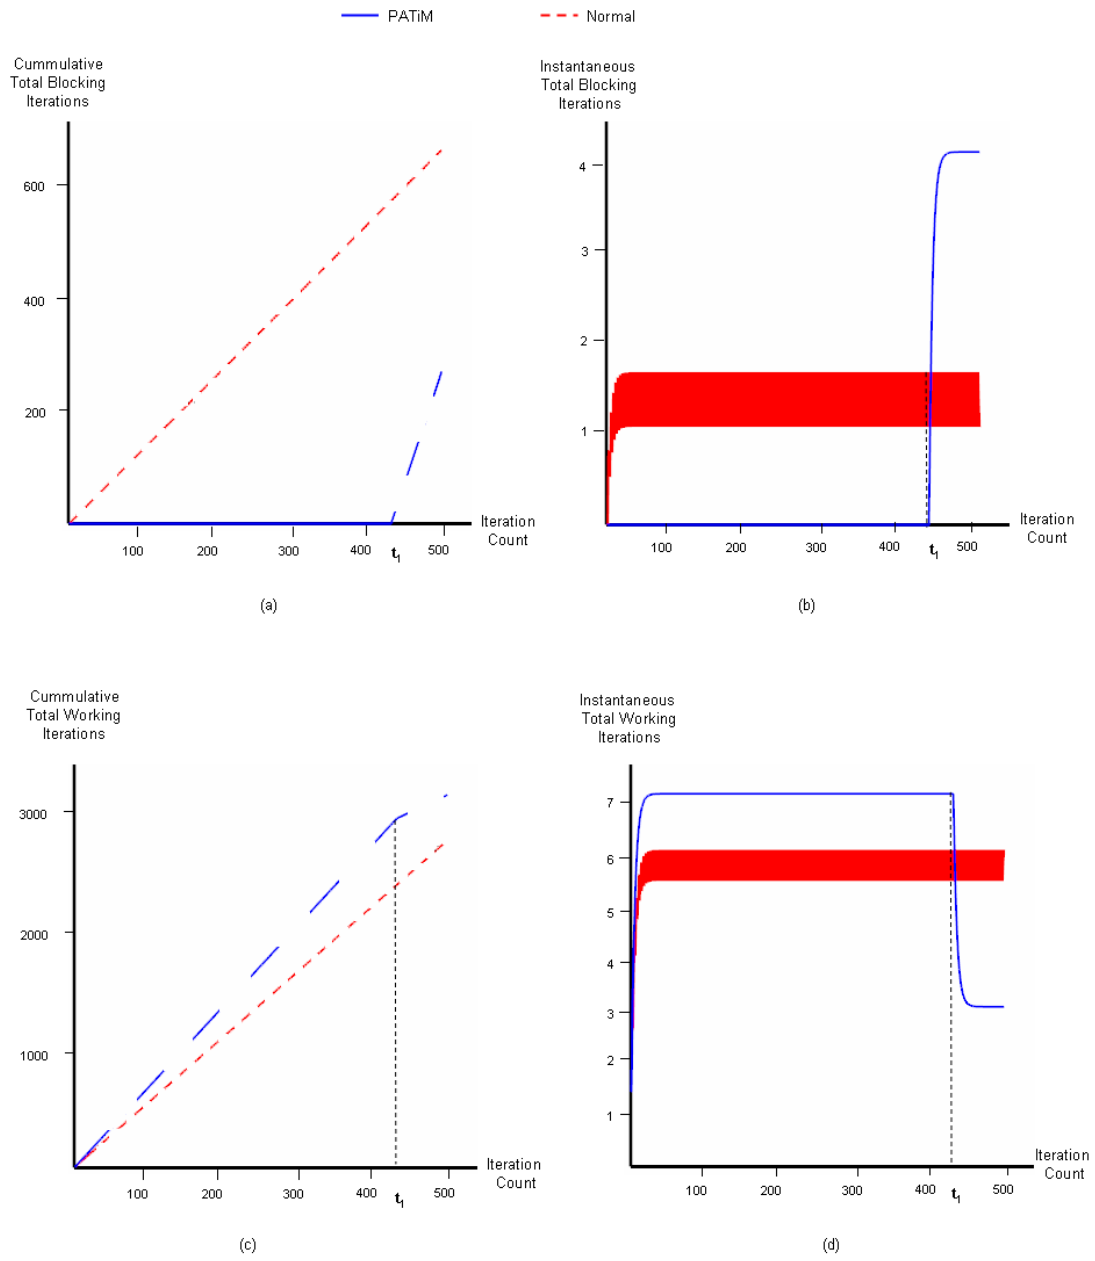 PATiM
Normal
Cummulative
Total Blocking
Iterations
600
400
200
100
200
300
400
t1
500
Iteration
Count
(a)
Instantaneous
Total Blocking
Iterations
4
3
2
1
100
200
300
400
t1
500
Iteration
Count
(b)
Cummulative
Total Working
Iterations
3000
2000
1000
100
200
300
400
t1
500
Iteration
Count
(c)
Instantaneous
Total Working
Iterations
7
6
5
4
3
2
1
100
200
300
400
t1
500
Iteration
Count
(d)